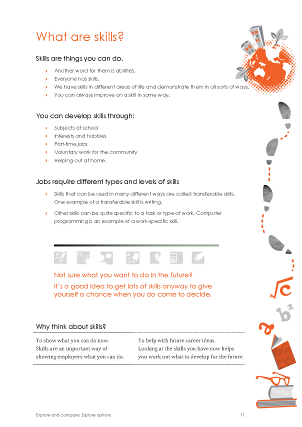 What are skills?
Skills are things you can do.
› Another word for them is abilities.
› Everyone has skills.
› We have skills in different areas of life and demonstrate them in all sorts of ways.
› You can always improve on a skill in some way.
You can develop skills through:
› Subjects at school
› Interests and hobbies
› Part-time jobs
› Voluntary work for the community
› Helping out at home.
Jobs require different types and levels of skills
› Skills that can be used in many different ways are called transferable skills.
One example of a transferable skill is writing.
› Other skills can be quite specific to a task or type of work. Computer
programming is an example of a work-specific skill.
Not sure what you want to do in the future?
It's a good idea to get lots of skills anyway to give
yourself a chance when you do come to decide.
Why think about skills?
To show what you can do now.
Skills are an important way of
showing employers what you can do.
To help with future career ideas.
Looking at the skills you have now helps
you work out what to develop for the future.
√c
a
b
Explore and company: Explore options
11